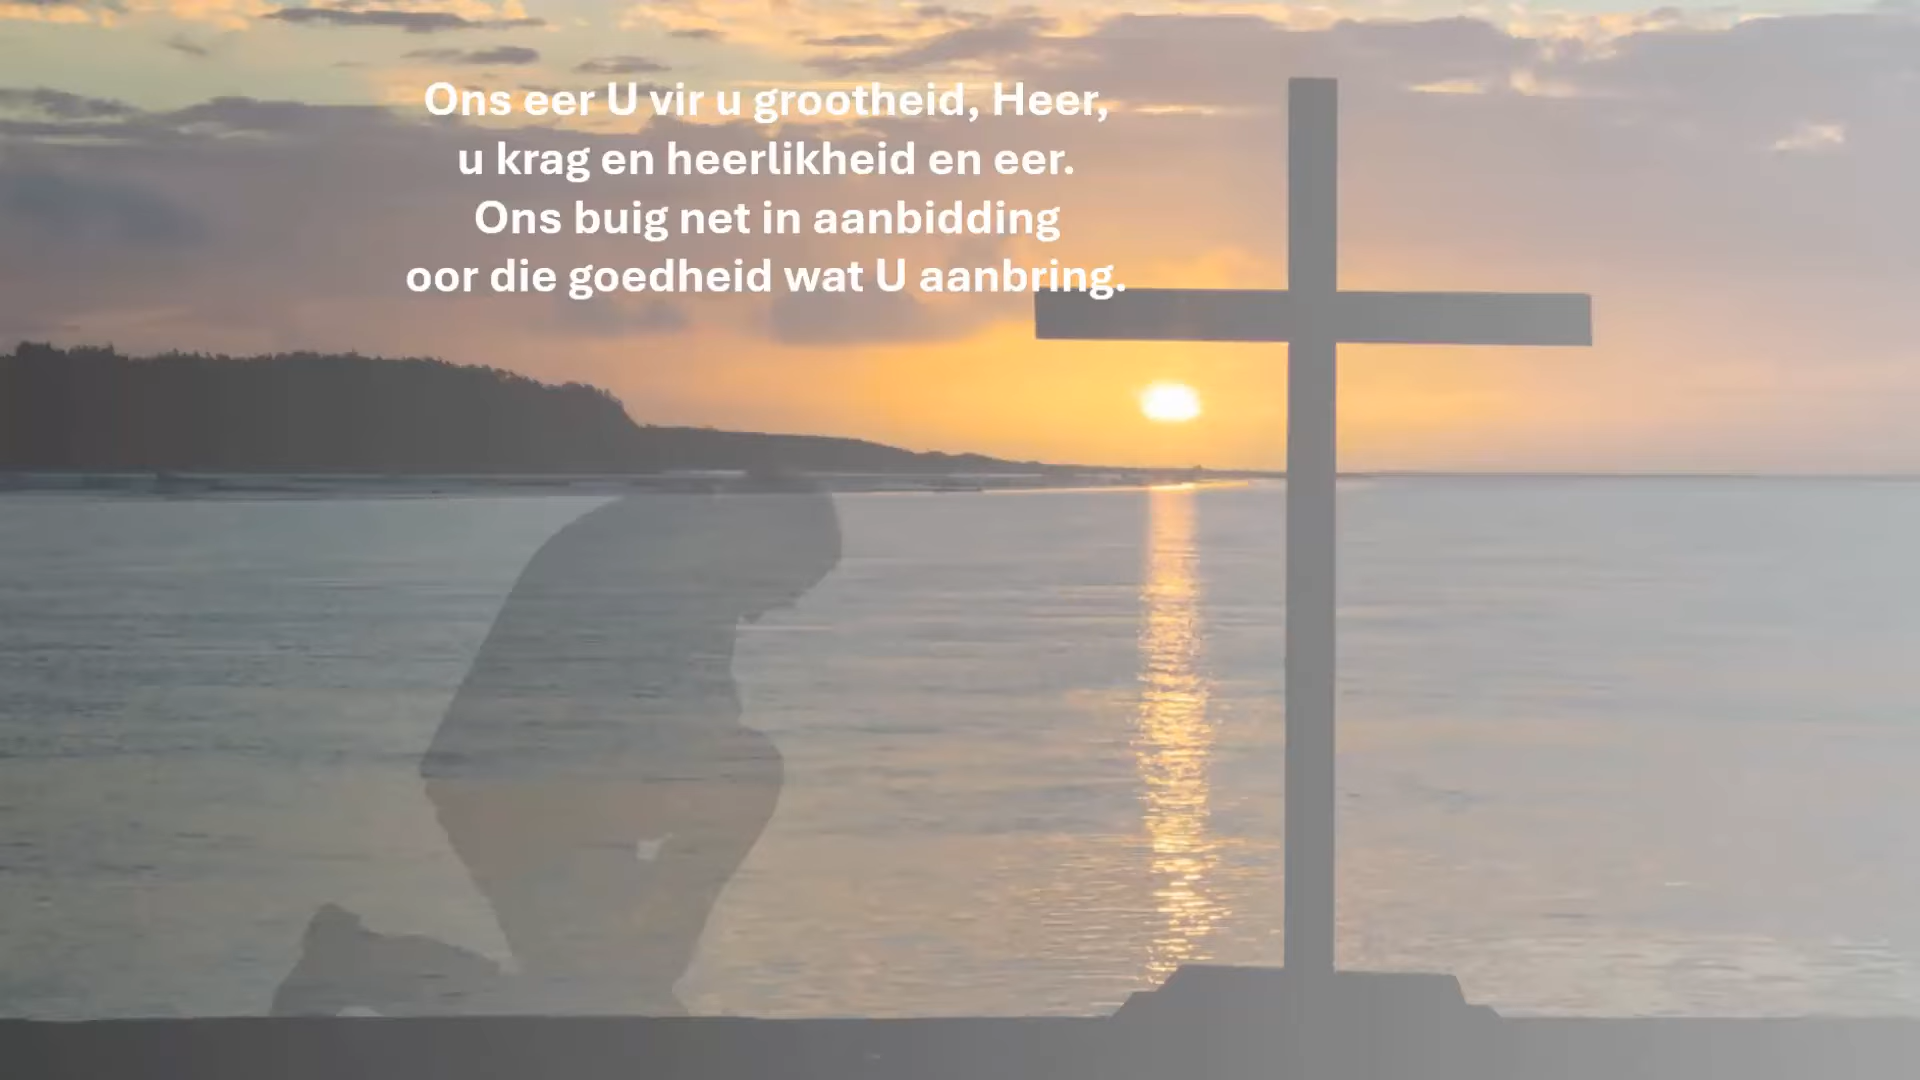 Ons eer U vir u grootheid, Heer,
u krag en heerlikheid en eer.
Ons buig net in aanbidding
oor die goedheid wat U aanbring.